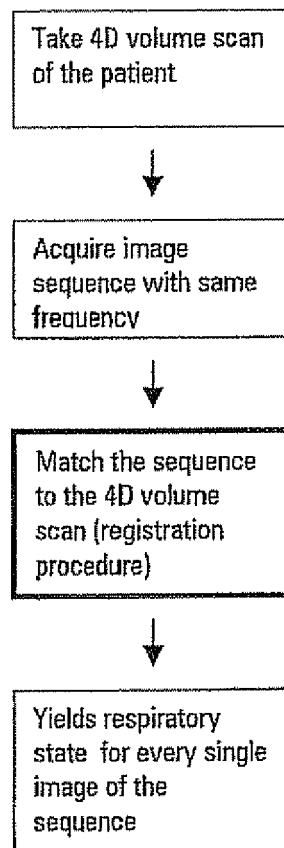 Take 4D volume scan
of the patient
Acquire image
sequence with same
frequency
Match the sequence
to the 4D volume
scan (registration
procedure)
Yields respiratory
state for every single
image of the
sequence